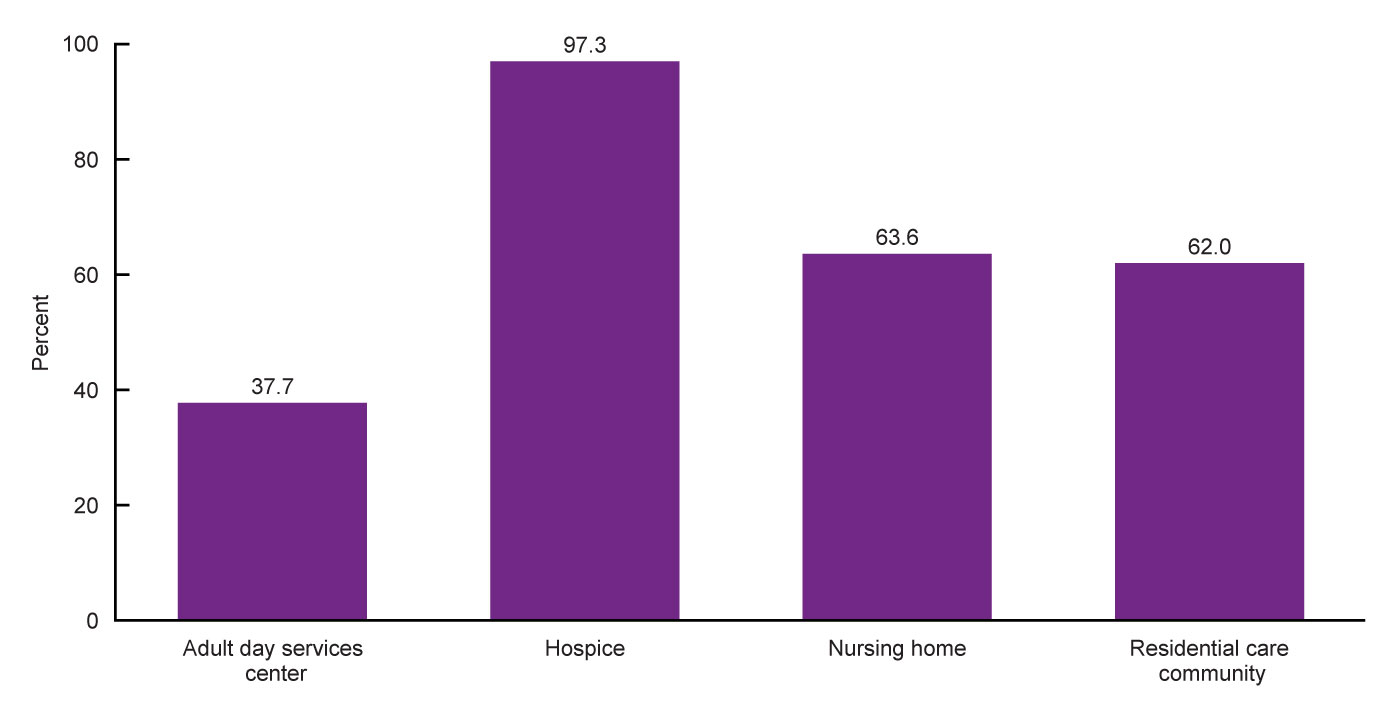 Percent
100
80
60
40
20
0
37.7
97.3
63.6
62.0
Adult day services
center
Hospice
Nursing home
Residential care
community